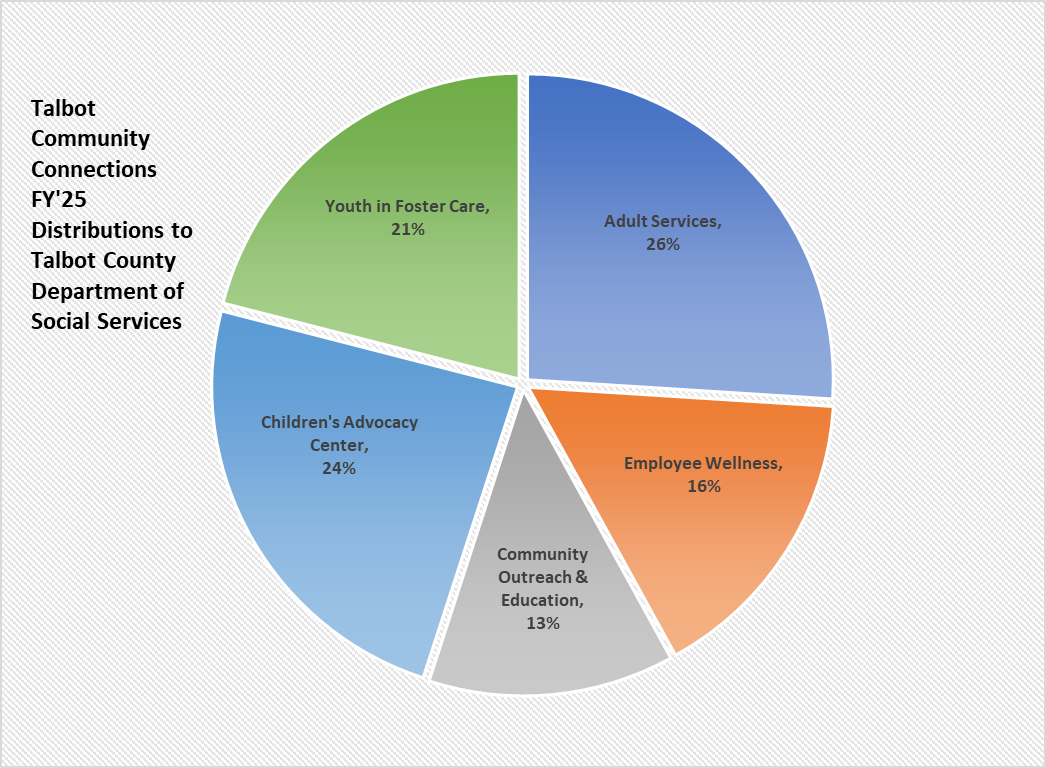 Talbot
Community
Connections
FY'25
Distributions to
Talbot County
Department of
Social Services
Youth in Foster Care,
21%
Adult Services,
26%
Children's Advocacy
Center,
24%
Employee Wellness,
16%
Community
Outreach &
Education,
13%